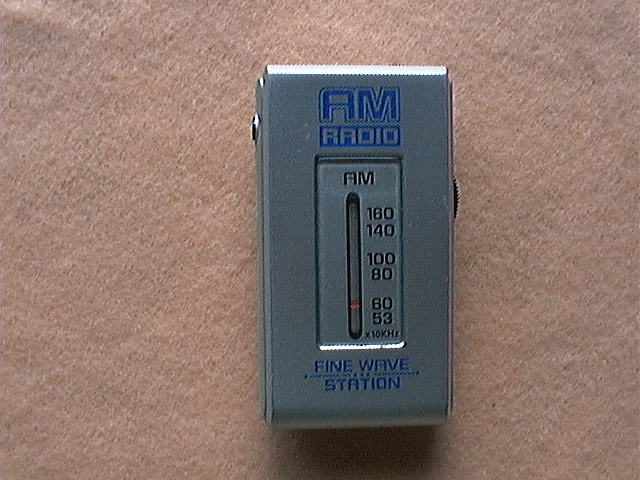 AM
RADIO
AM
160
140
100
80
60
53
x10KHz
FINE WAVE
STATION